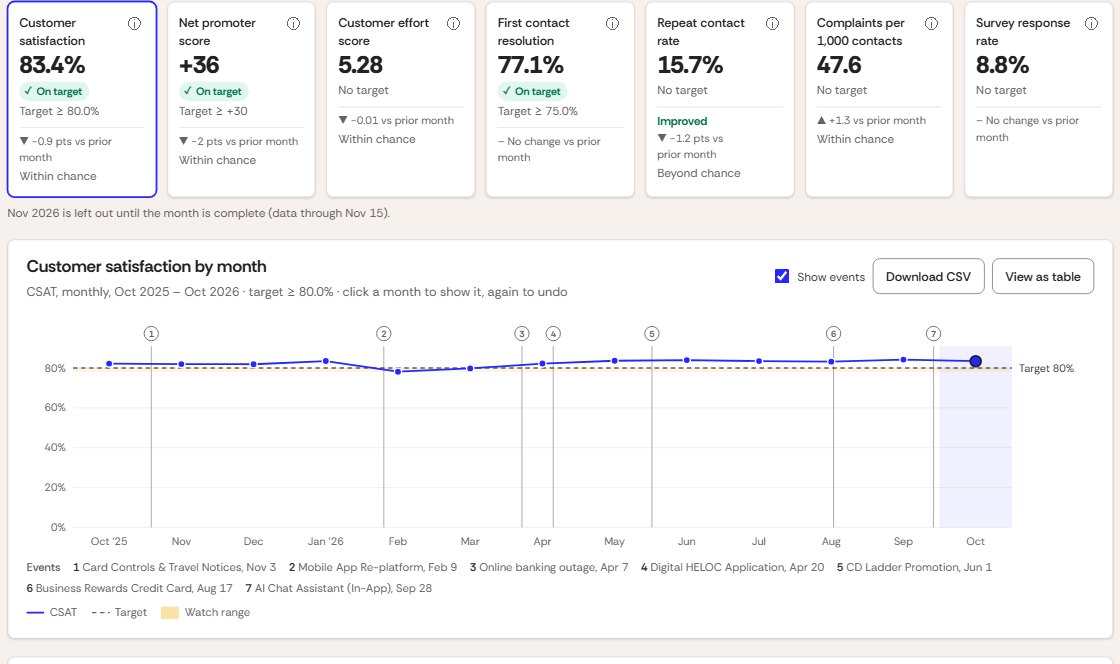 Customer satisfaction
83.4%
✓ On target
Target ≥ 80.0%
▼ −0.9 pts vs prior month
Within chance
Net promoter score
+36
✓ On target
Target ≥ +30
▼ −2 pts vs prior month
Within chance
Customer effort score
5.28
No target
▼ −0.01 vs prior month
Within chance
First contact resolution
77.1%
✓ On target
Target ≥ 75.0%
– No change vs prior month
Repeat contact rate
15.7%
No target
Improved
▼ −1.2 pts vs prior month
Beyond chance
Complaints per 1,000 contacts
47.6
No target
▲ +1.3 vs prior month
Within chance
Survey response rate
8.8%
No target
– No change vs prior month
Nov 2026 is left out until the month is complete (data through Nov 15).
Customer satisfaction by month
CSAT, monthly, Oct 2025 – Oct 2026 · target ≥ 80.0% · click a month to show it, again to undo
Show events
Download CSV
View as table
1 2 3 4 5 6 7
80%
Target 80%
60%
40%
20%
0%
Oct '25 Nov Dec Jan '26 Feb Mar Apr May Jun Jul Aug Sep Oct
Events 1 Card Controls & Travel Notices, Nov 3 2 Mobile App Re-platform, Feb 9 3 Online banking outage, Apr 7 4 Digital HELOC Application, Apr 20 5 CD Ladder Promotion, Jun 1
6 Business Rewards Credit Card, Aug 17 7 AI Chat Assistant (In-App), Sep 28
CSAT Target Watch range